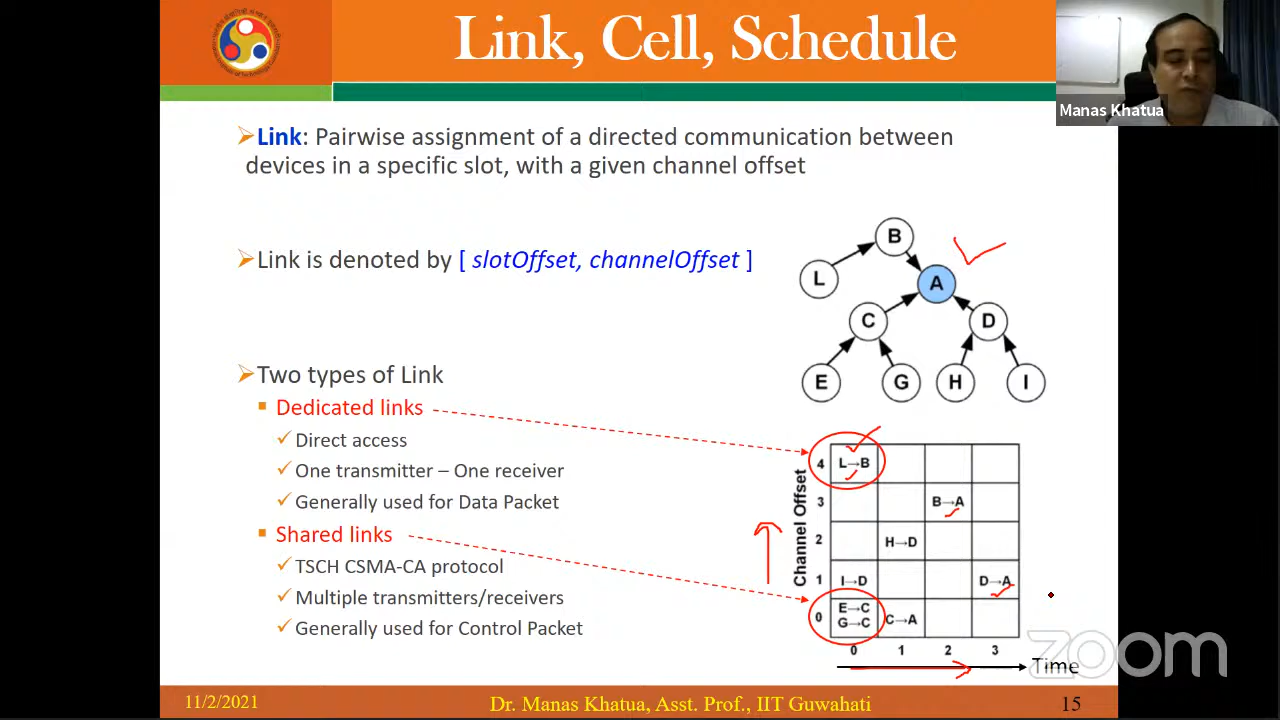 Link, Cell, Schedule
Manas Khatua
Link: Pairwise assignment of a directed communication between
devices in a specific slot, with a given channel offset
Link is denoted by [ slotOffset, channelOffset ]
B
L
A
C
D
E
G
H
I
Two types of Link
Dedicated links
Direct access
One transmitter – One receiver
Generally used for Data Packet
Shared links
TSCH CSMA-CA protocol
Multiple transmitters/receivers
Generally used for Control Packet
Channel Offset
4 L→B
3 B→A
2 H→D
1 I→D D→A
0 E→C
G→C C→A
0 1 2 3
Time
zoom
11/2/2021
Dr. Manas Khatua, Asst. Prof., IIT Guwahati
15